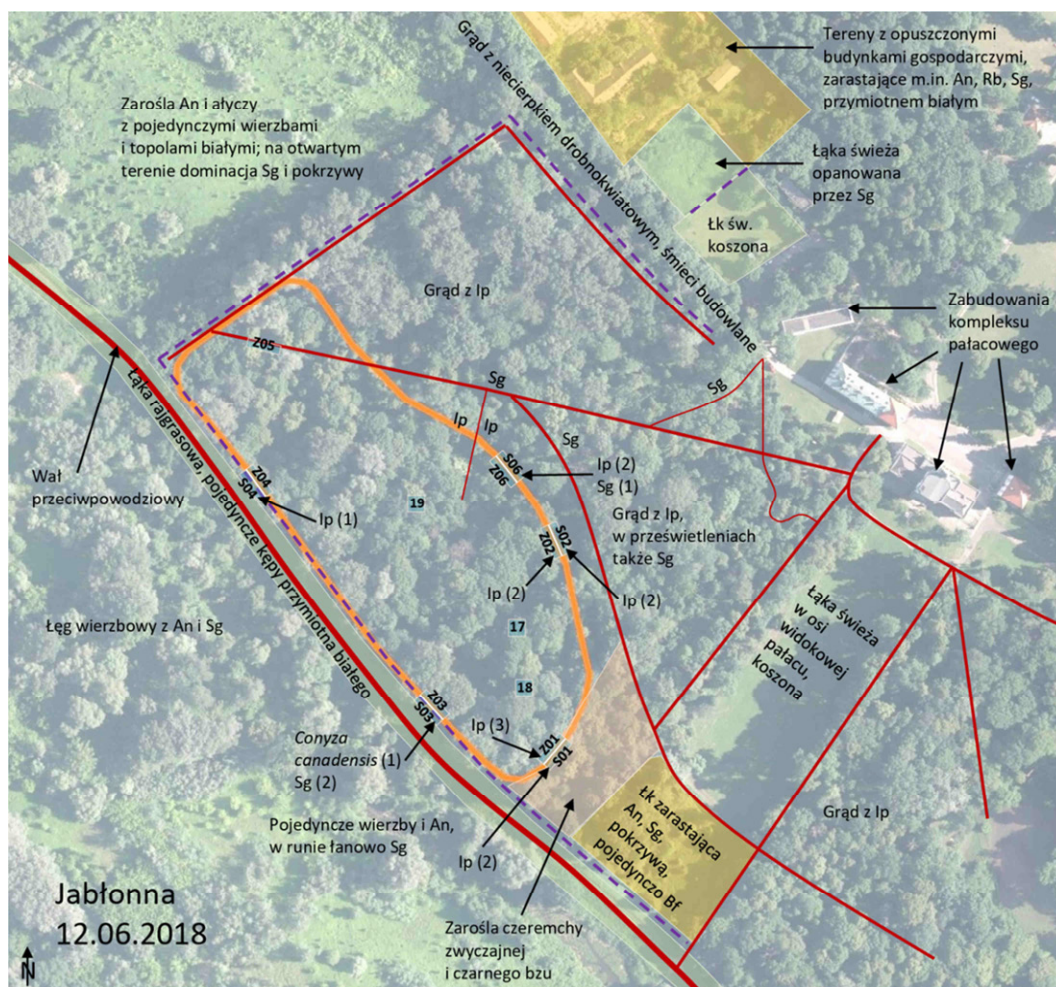 Grąd z niecierpkiem drobnokwiatowym, śmieci budowlane
Tereny z opuszczonymi
budynkami gospodarczymi,
zarastające m.in. An, Rb, Sg,
przymiotnem białym
Zarośla An i ałyczy
z pojedynczymi wierzbami
i topolami białymi; na otwartym
terenie dominacja Sg i pokrzywy
Łąka świeża
opanowana
przez Sg
Łk św.
koszona
Grąd z Ip
Zabudowania
kompleksu
pałacowego
Z05
Sg
Sg
Ip
Ip
Sg
Wał
przeciwpowodziowy
Łąka rajgrasowa, pojedyncze kępy przymiotna białego
Z04
S04
Ip (1)
19
S06
Z06
Ip (2)
Sg (1)
Grąd z Ip,
w prześwietleniach
także Sg
S02
Z02
Ip (2)
Ip (2)
Łęg wierzbowy z An i Sg
17
18
Łąka świeża
w osi
widokowej
pałacu,
koszona
Z03
S03
Ip (3)
Z01
S01
Conyza
canadensis (1)
Sg (2)
Pojedyncze wierzby i An,
w runie łanowo Sg
Ip (2)
Łk zarastająca
An, Sg,
pokrzywą,
pojedynczo Bf
Grąd z Ip
Jabłonna
12.06.2018
Zarośla czeremchy
zwyczajnej
i czarnego bzu
N